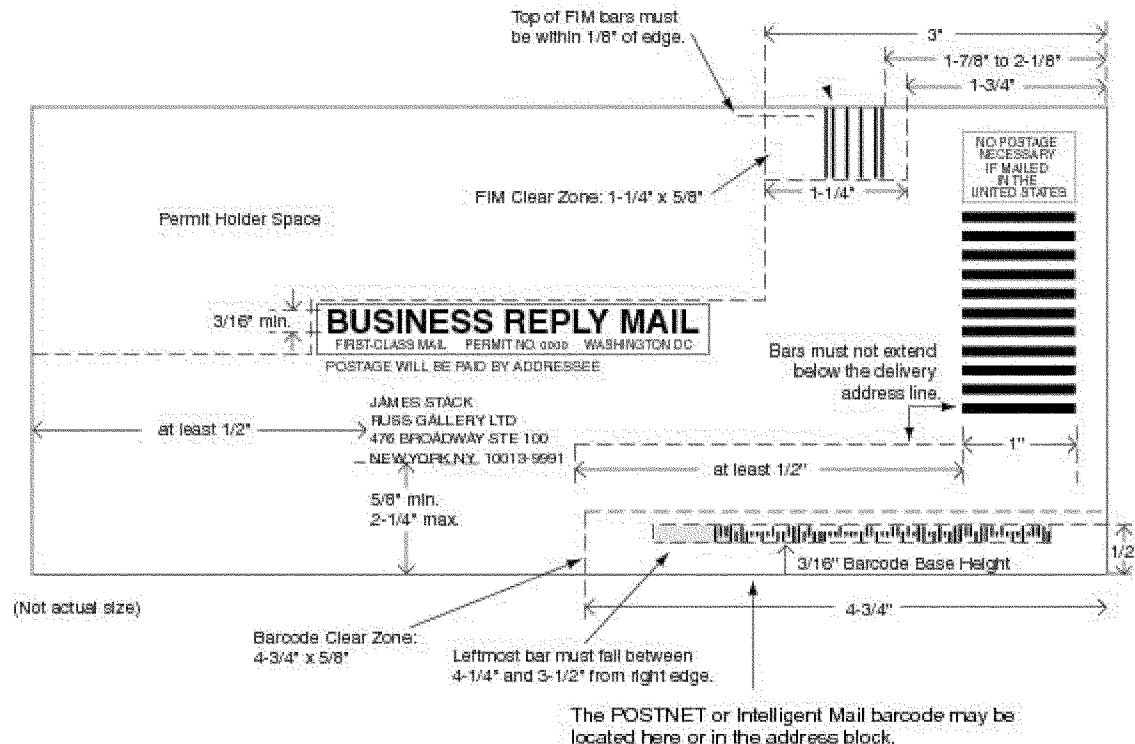 Top of FIM bars must
be within 1/8" of edge.
3"
1-7/8" to 2-1/8"
1-3/4"
NO POSTAGE
NECESSARY
IF MAILED
IN THE
UNITED STATES
FIM Clear Zone: 1-1/4" x 5/8"
1-1/4"
Permit Holder Space
3/16" min.
BUSINESS REPLY MAIL
FIRST-CLASS MAIL PERMIT NO. 0000 WASHINGTON DC
POSTAGE WILL BE PAID BY ADDRESSEE
Bars must not extend
below the delivery
address line.
JAMES STACK
RUSS GALLERY LTD
476 BROADWAY STE 100
NEW YORK NY 10013-9991
at least 1/2"
1"
at least 1/2"
5/8" min.
2-1/4" max.
1/2
3/16" Barcode Base Height
(Not actual size)
4-3/4"
Barcode Clear Zone:
4-3/4" x 5/8"
Leftmost bar must fall between
4-1/4" and 3-1/2" from right edge.
The POSTNET or Intelligent Mail barcode may be
located here or in the address block.